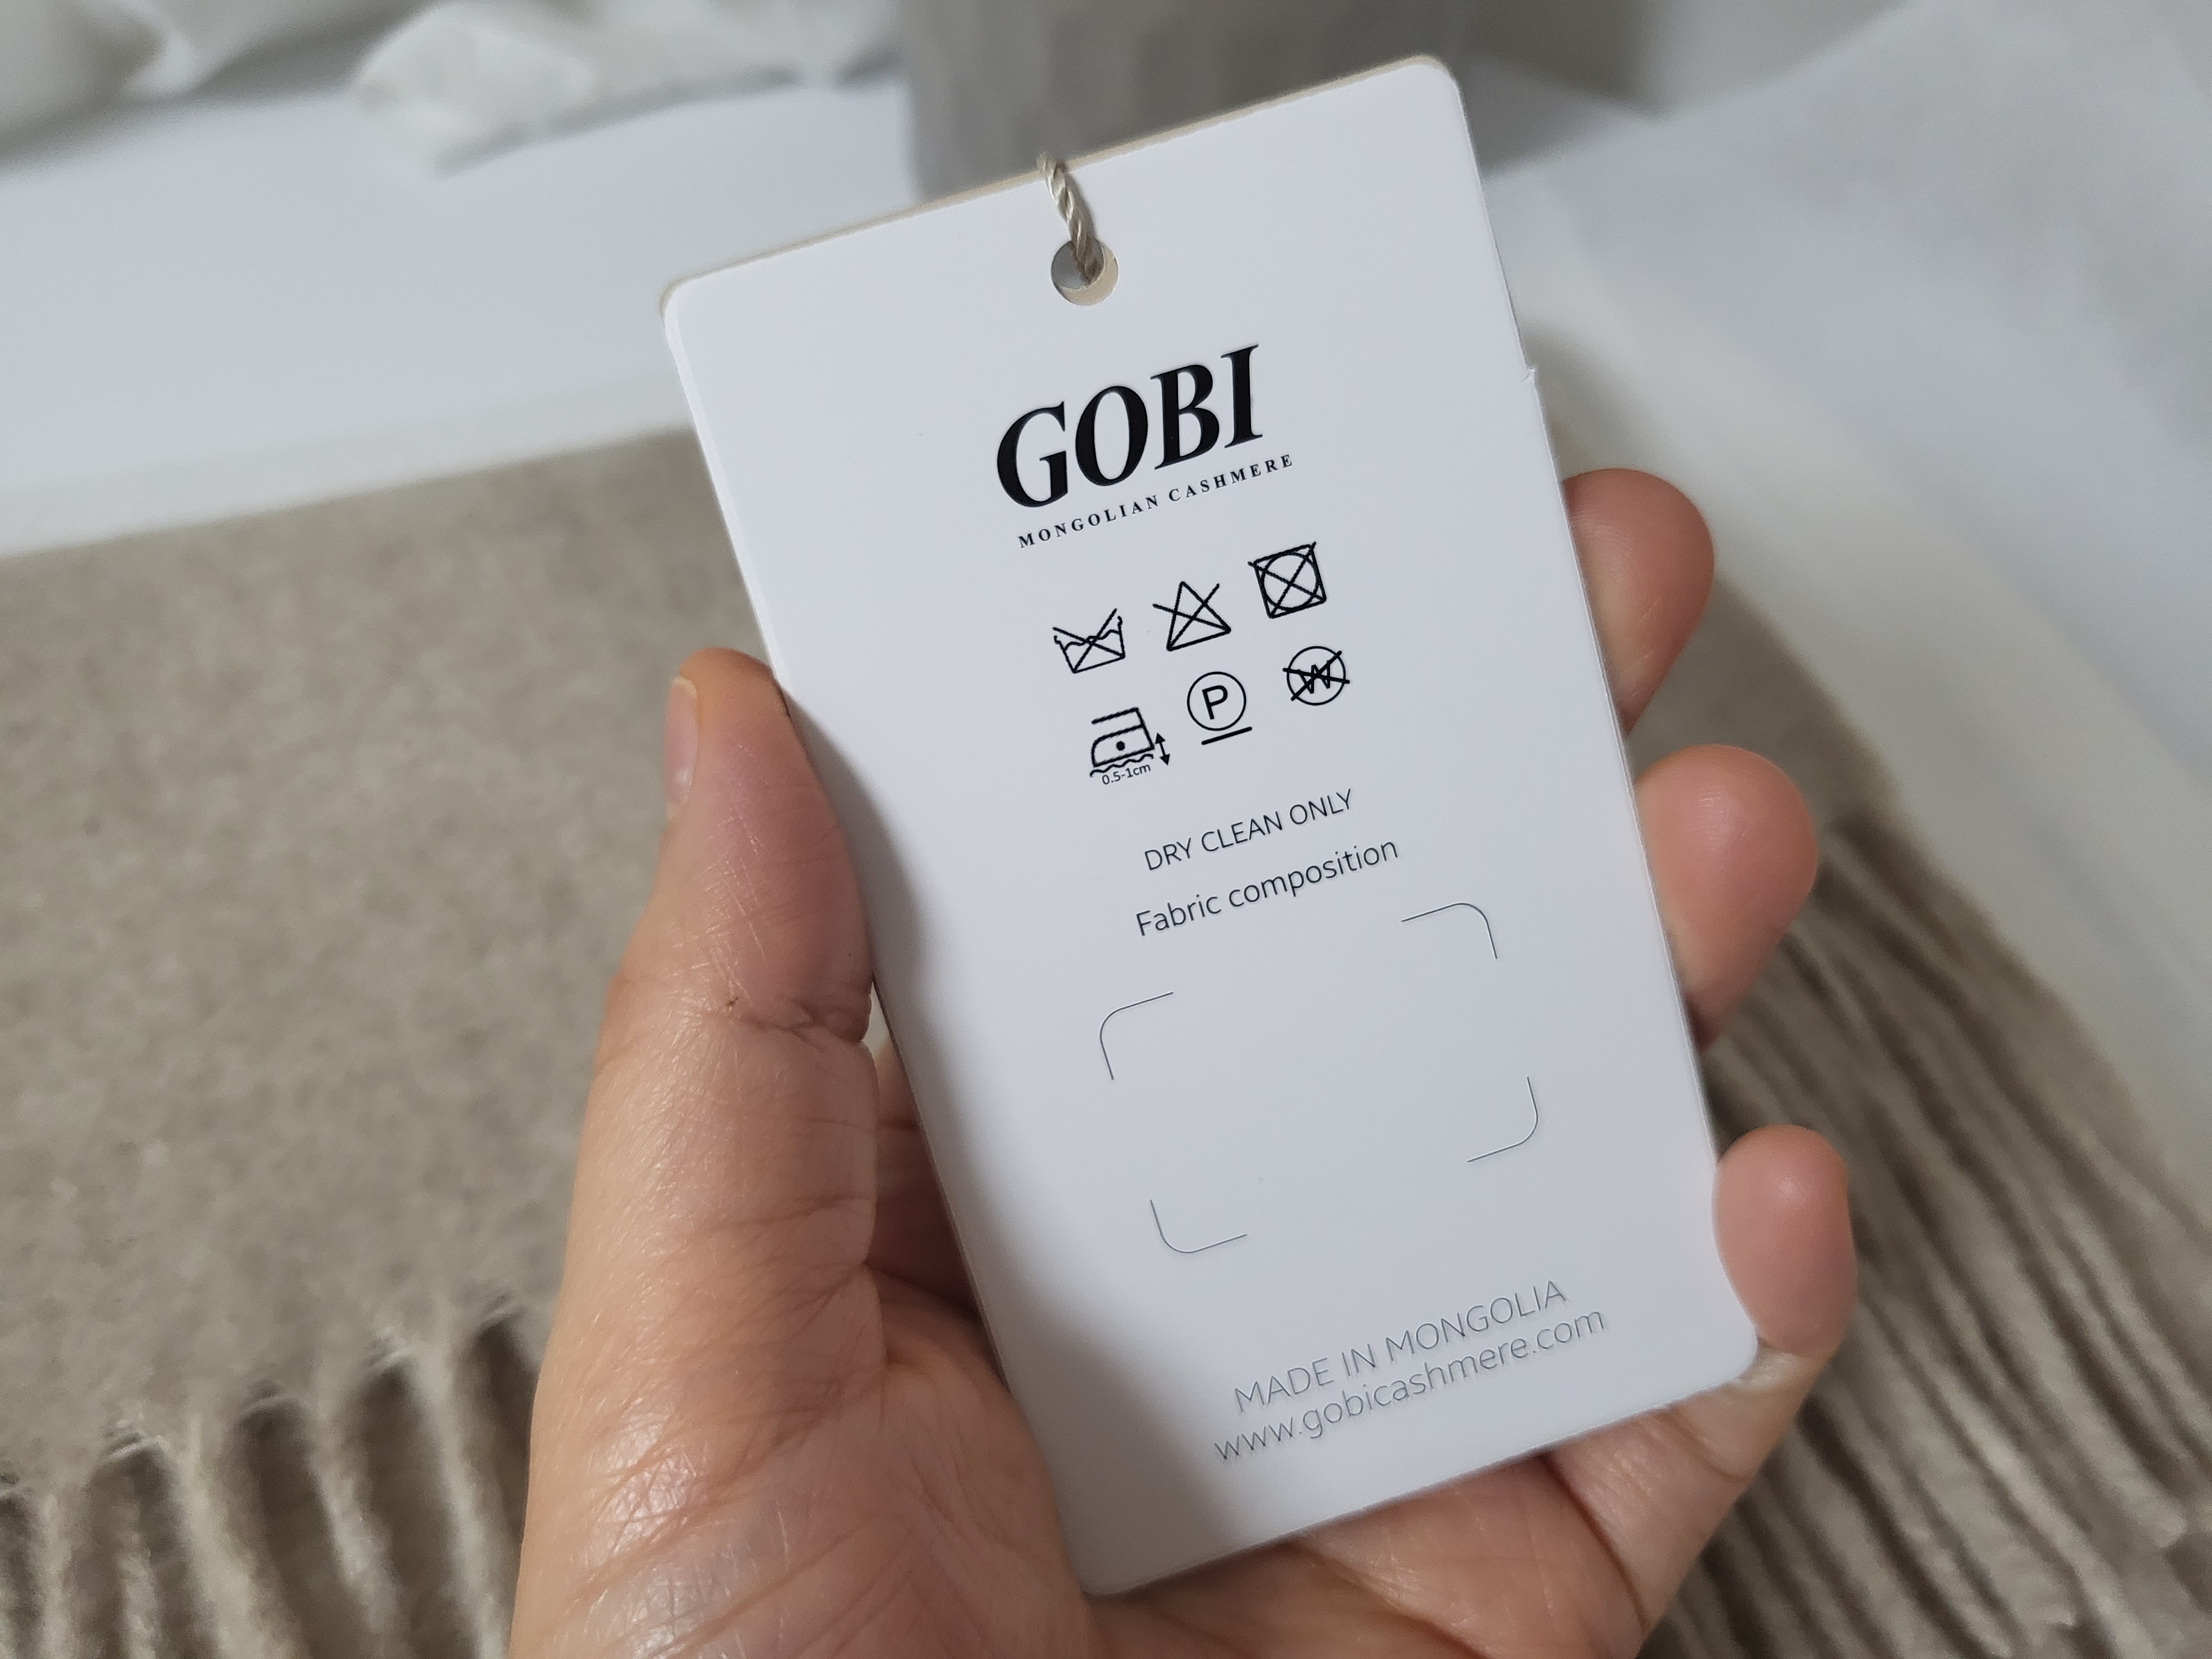 GOBI
MONGOLIAN CASHMERE
0.5-1cm
P
W
DRY CLEAN ONLY
Fabric composition
MADE IN MONGOLIA
www.gobicashmere.com